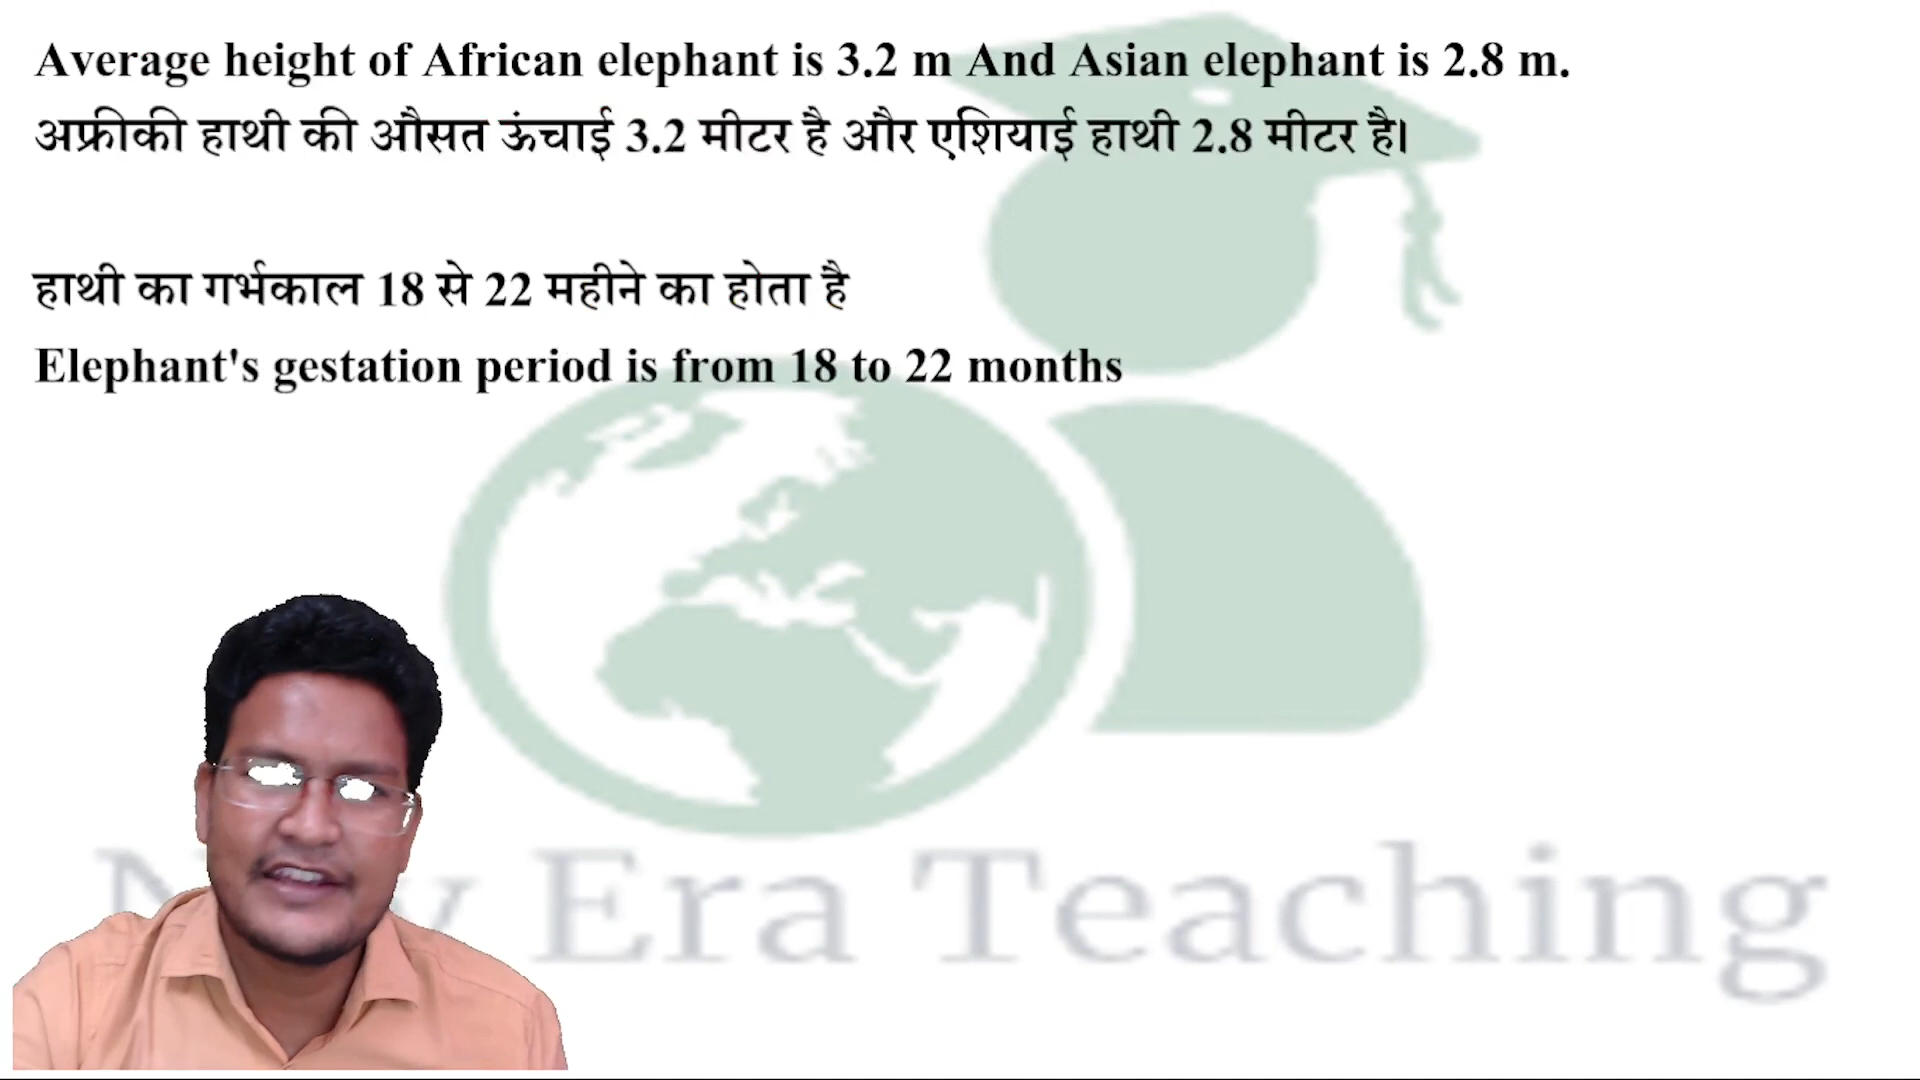 Average height of African elephant is 3.2 m And Asian elephant is 2.8 m.
अफ्रीकी हाथी की औसत ऊंचाई 3.2 मीटर है और एशियाई हाथी 2.8 मीटर है।
हाथी का गर्भकाल 18 से 22 महीने का होता है
Elephant's gestation period is from 18 to 22 months
Era Teaching